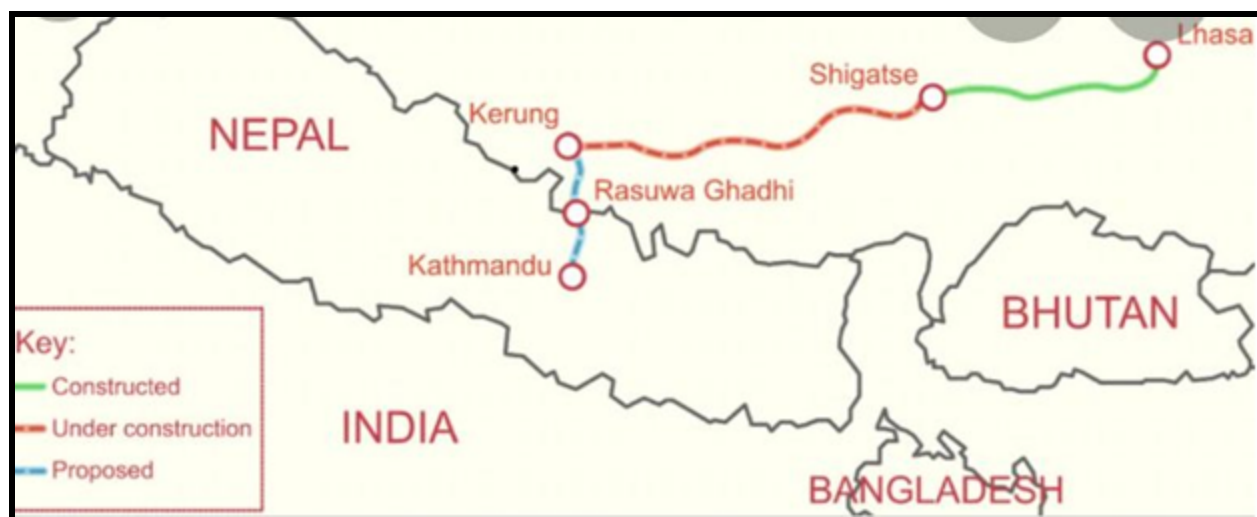 Lhasa
Shigatse
Kerung
NEPAL
Rasuwa Ghadhi
Kathmandu
BHUTAN
Key:
Constructed
Under construction
Proposed
INDIA
BANGLADESH